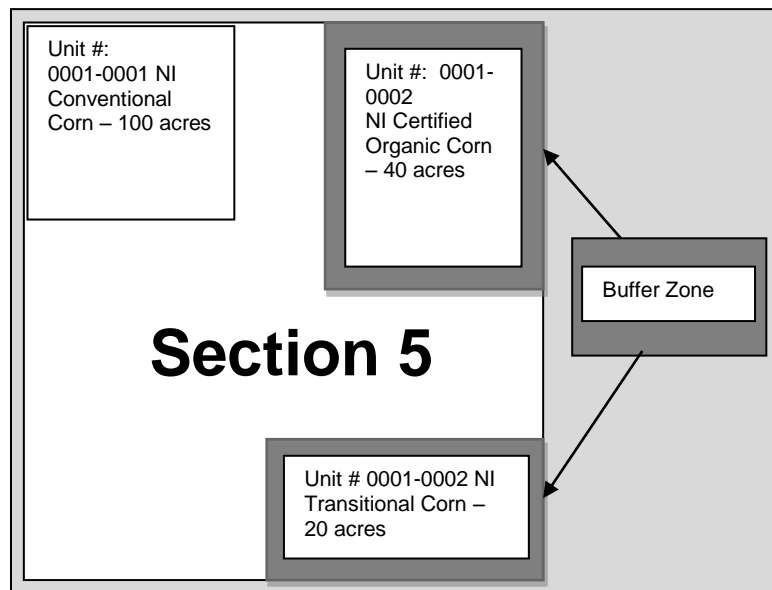 Unit #:
0001-0001 NI
Conventional
Corn – 100 acres
Unit #:  0001-
0002
NI Certified
Organic Corn
– 40 acres
Buffer Zone
Section 5
Unit # 0001-0002 NI
Transitional Corn –
20 acres